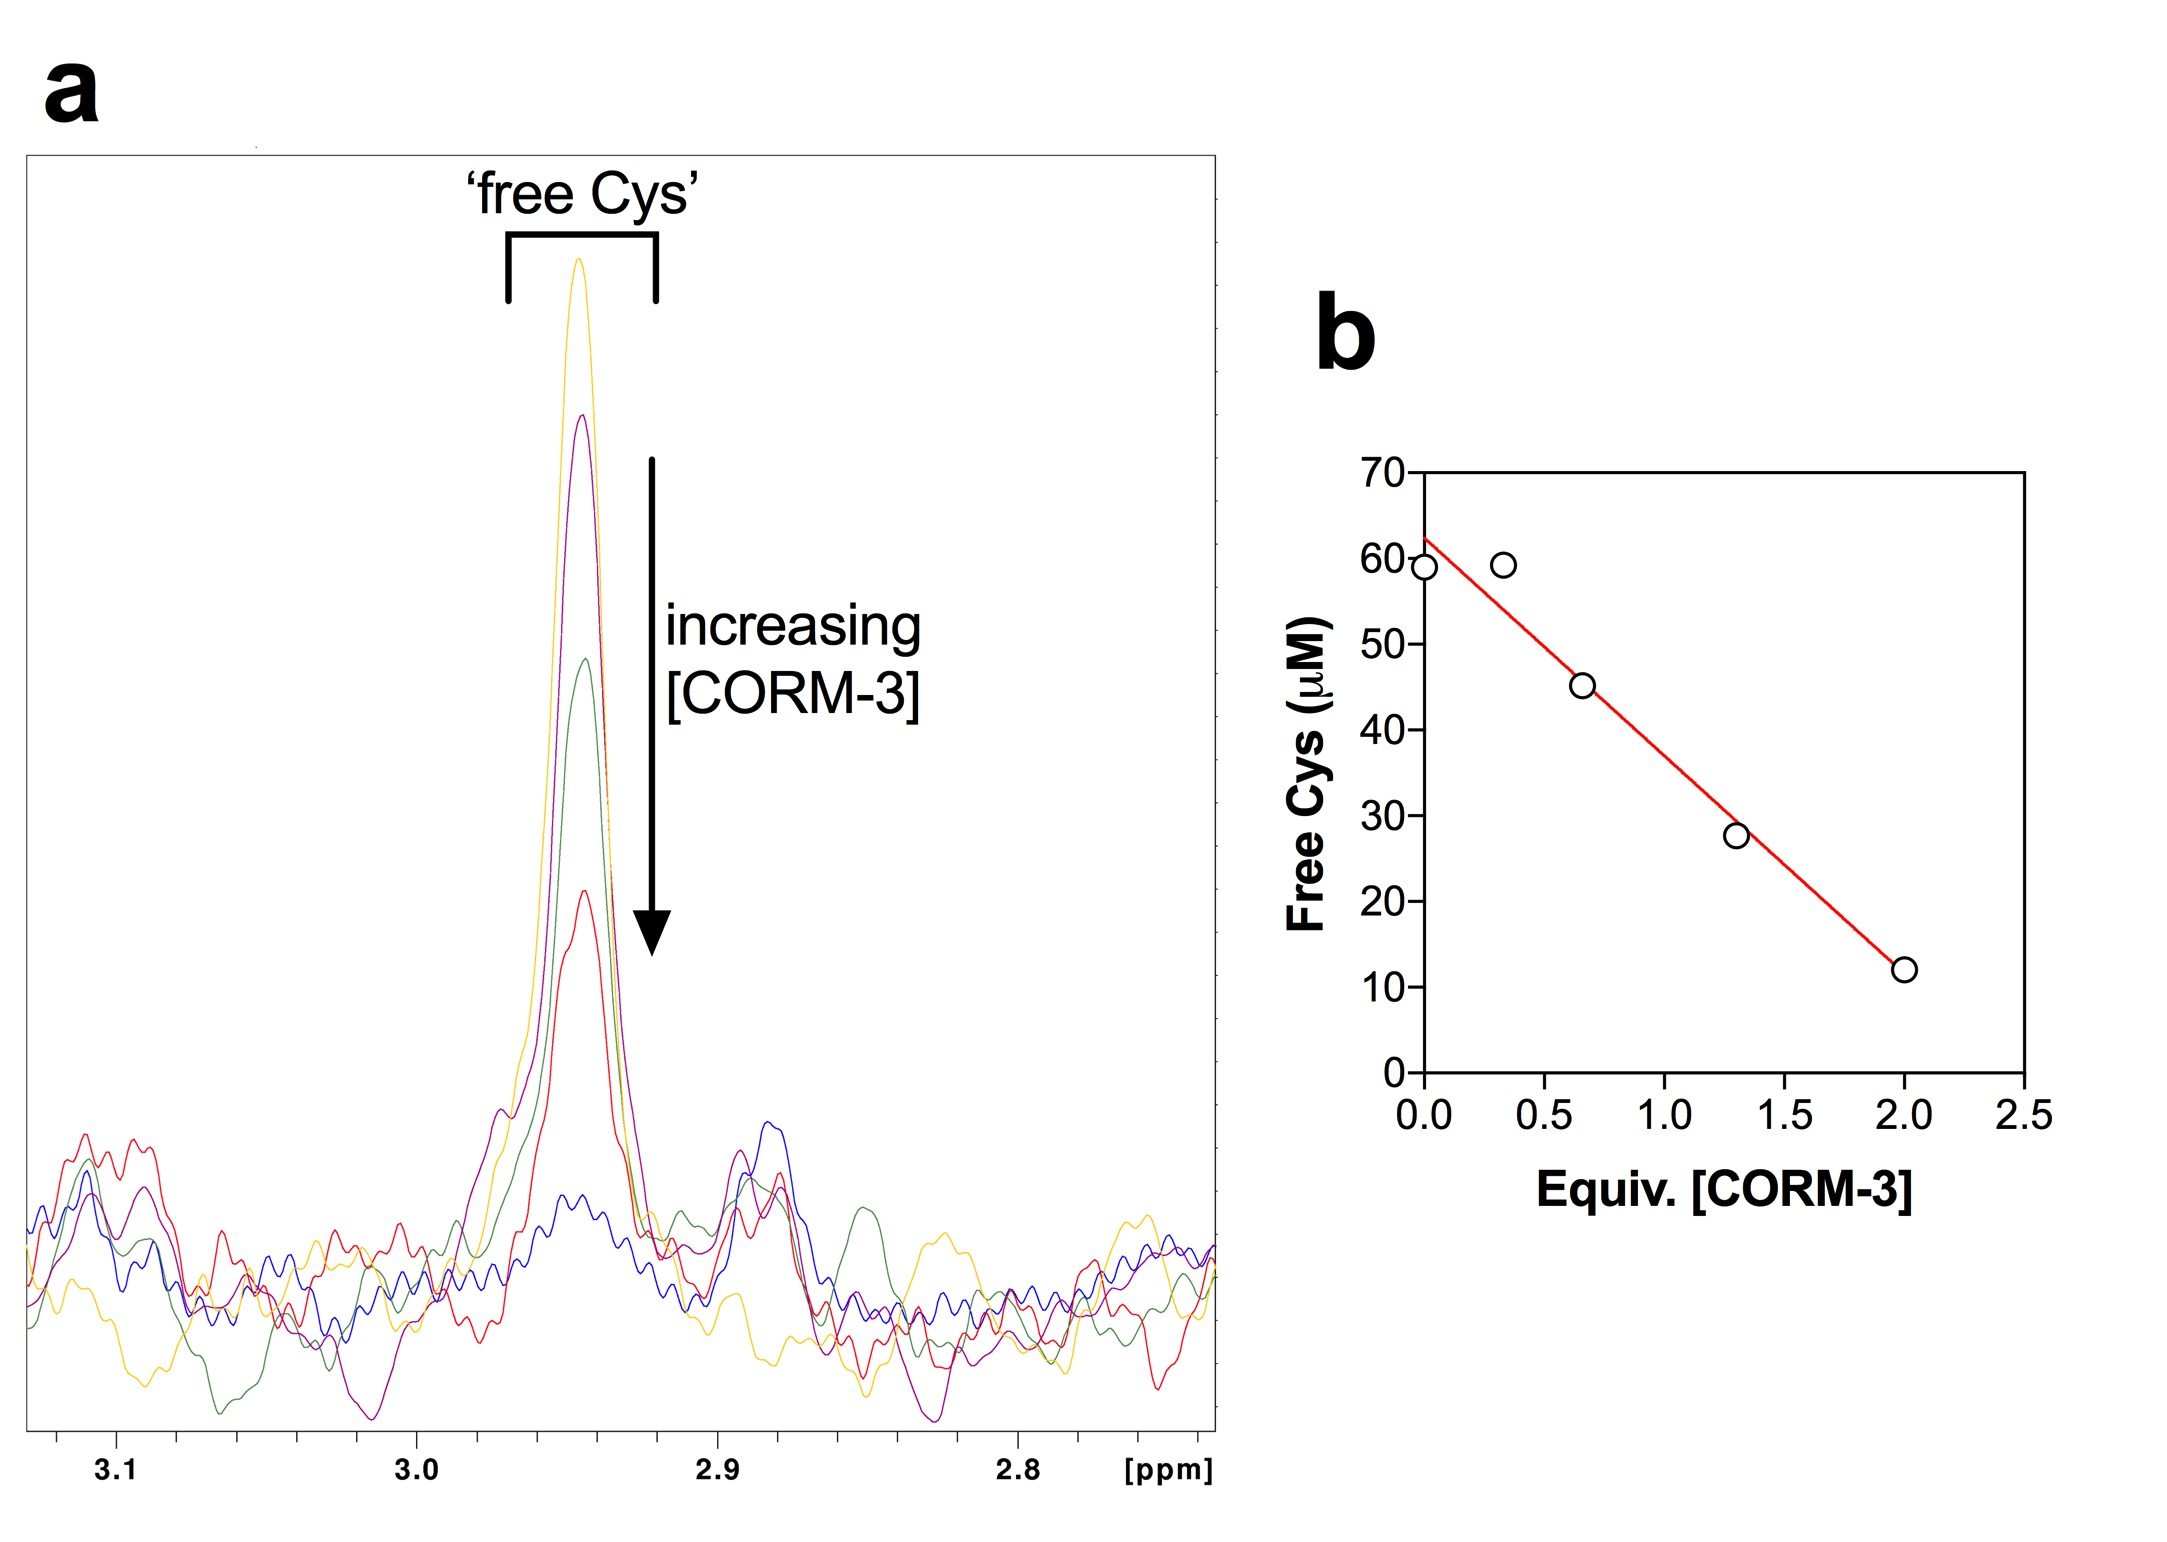 a
‘free Cys’
increasing
[CORM-3]
3.1 3.0 2.9 2.8 [ppm]
b
70
60
50
40
30
20
10
0
Free Cys (µM)
0.0 0.5 1.0 1.5 2.0 2.5
Equiv. [CORM-3]